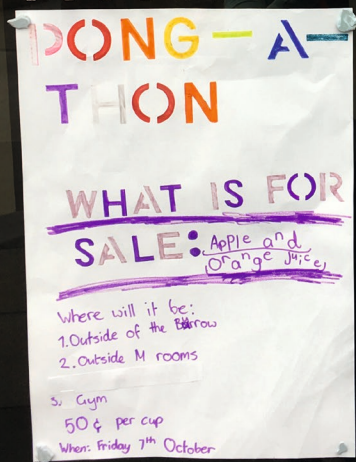 PONG-A-
THON
WHAT IS FOR
SALE: Apple and
Orange juice
Where will it be:
1. Outside of the Burrow
2. Outside M rooms
3. Gym
50¢ per cup
When: Friday 7th October